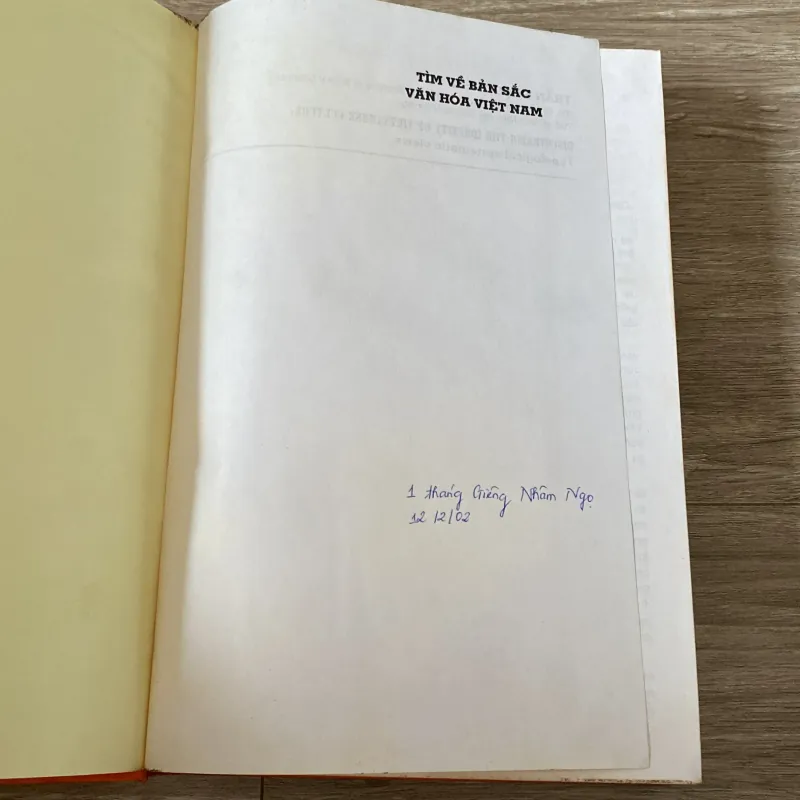 TÌM VỀ BẢN SẮC
VĂN HÓA VIỆT NAM
1 tháng Giêng Nhâm Ngọ
12/2/02